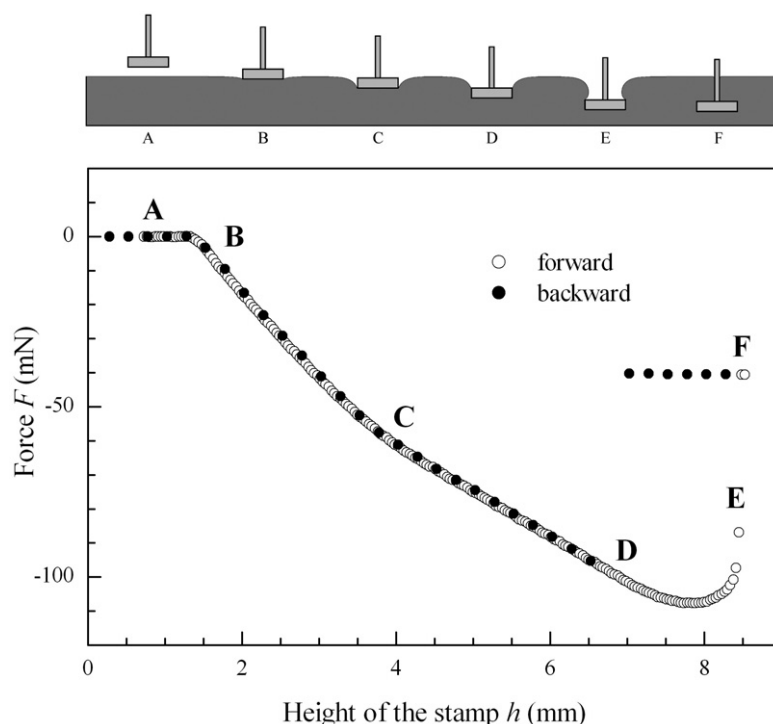 A B C D E F
A
B
C
D
E
F
forward
backward
0
-50
-100
Force F (mN)
0 2 4 6 8
Height of the stamp h (mm)